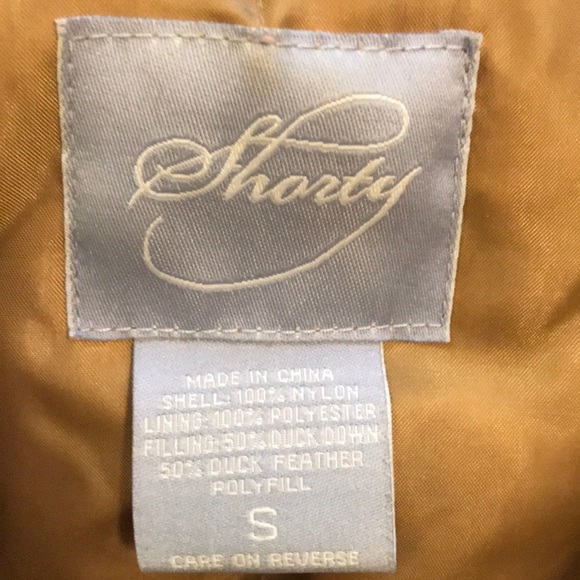 Shorty
MADE IN CHINA
SHELL: 100% NYLON
LINING: 100% POLYESTER
FILLING: 50% DUCK DOWN
50% DUCK FEATHER
POLYFILL
S
CARE ON REVERSE